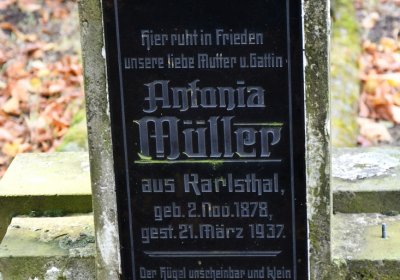 Hier ruht in Frieden
unsere liebe Mutter u. Gattin
Antonia
Müller
aus Karlsthal,
geb. 2. Nov. 1878,
gest. 21. März 1937.
Der Hügel unscheinbar und klein